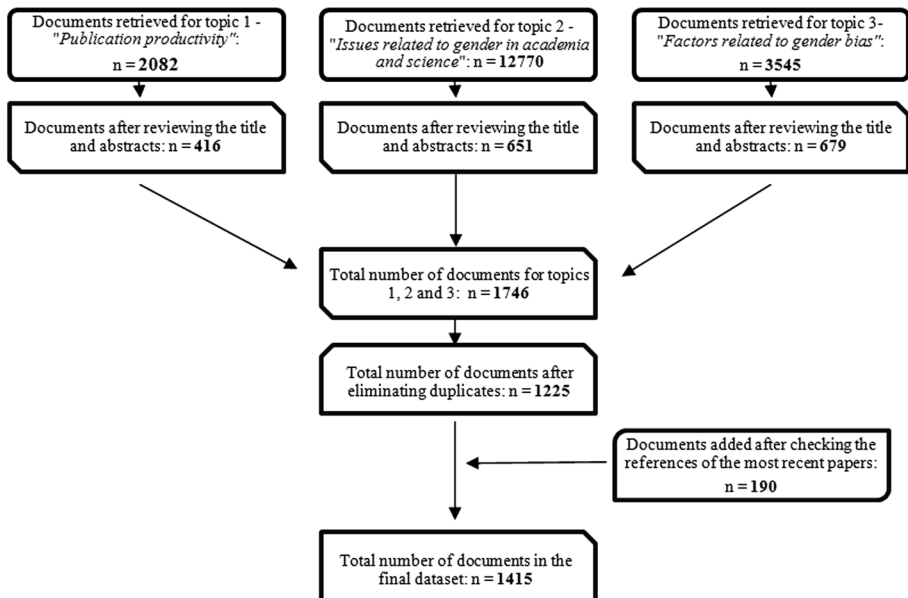 Documents retrieved for topic 1 -
"Publication productivity":
n = 2082
Documents retrieved for topic 2 -
"Issues related to gender in academia
and science": n = 12770
Documents retrieved for topic 3-
"Factors related to gender bias":
n = 3545
Documents after reviewing the title
and abstracts: n = 416
Documents after reviewing the title
and abstracts: n = 651
Documents after reviewing the title
and abstracts: n = 679
Total number of documents for topics
1, 2 and 3: n = 1746
Total number of documents after
eliminating duplicates: n = 1225
Documents added after checking the
references of the most recent papers:
n = 190
Total number of documents in the
final dataset: n = 1415